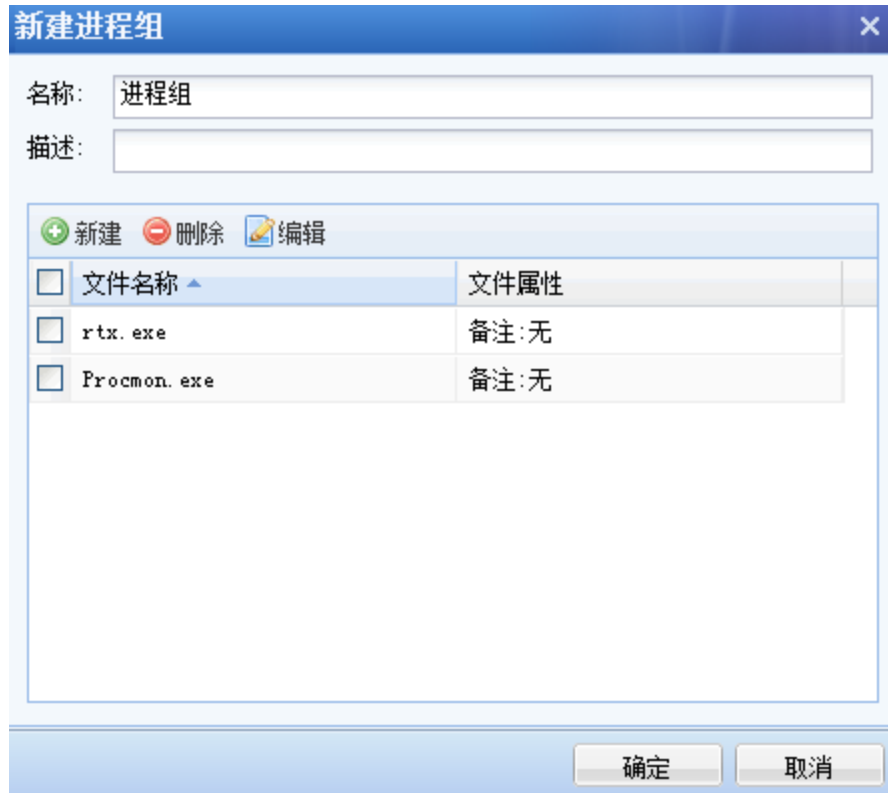 新建进程组
名称: 进程组
描述:
新建 删除 编辑
文件名称 文件属性
rtx.exe 备注:无
Procmon.exe 备注:无
确定 取消